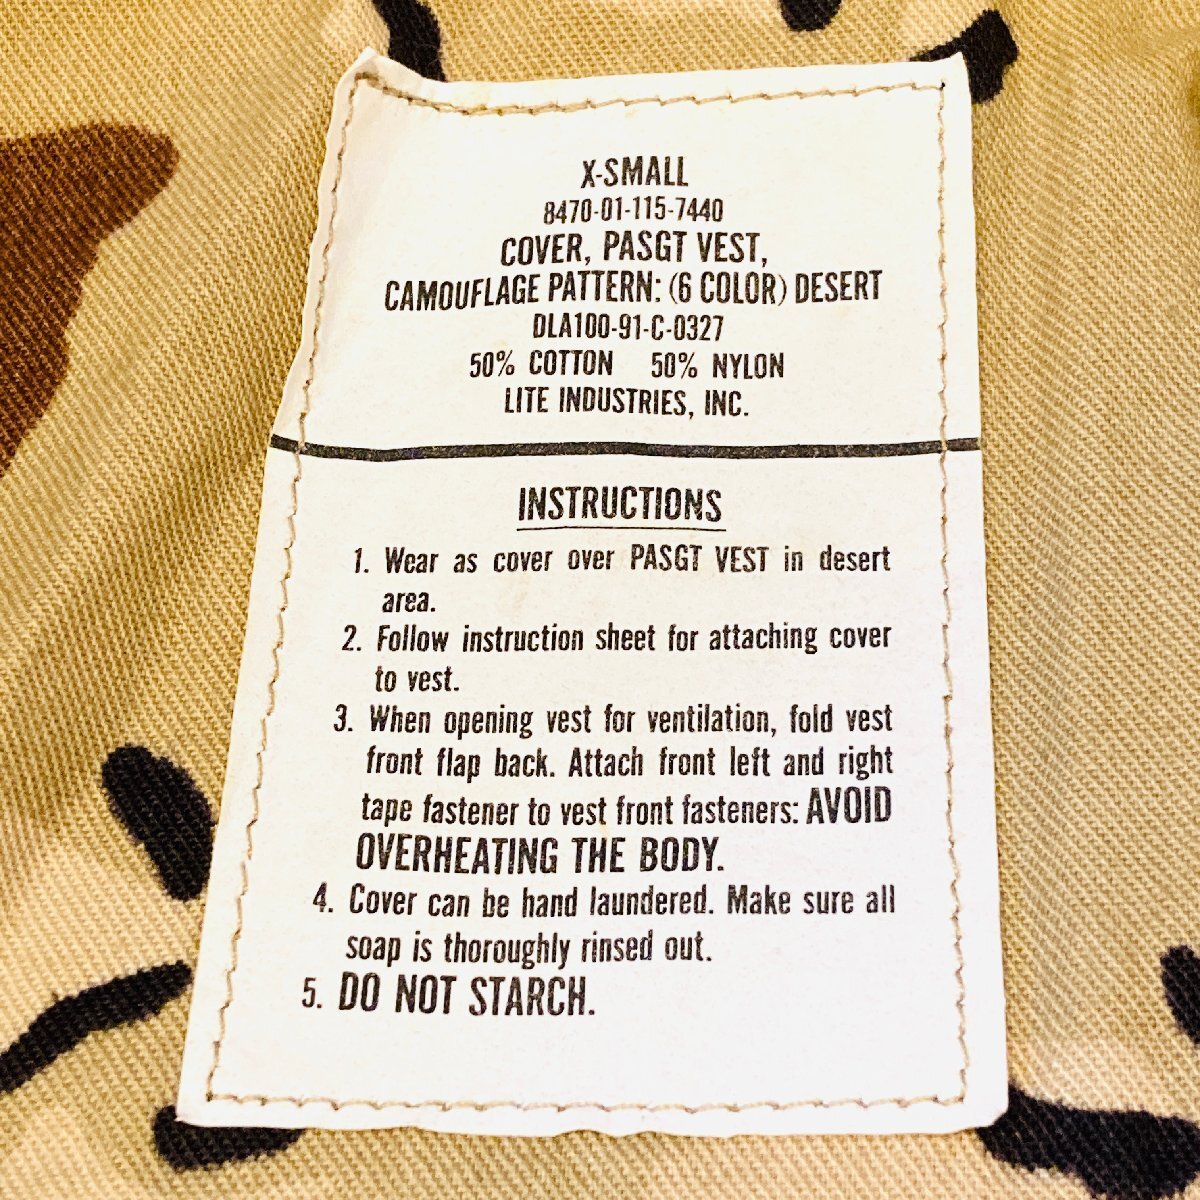 X-SMALL
8470-01-115-7440
COVER, PASGT VEST,
CAMOUFLAGE PATTERN: (6 COLOR) DESERT
DLA100-91-C-0327
50% COTTON 50% NYLON
LITE INDUSTRIES, INC.
INSTRUCTIONS
1. Wear as cover over PASGT VEST in desert
area.
2. Follow instruction sheet for attaching cover
to vest.
3. When opening vest for ventilation, fold vest
front flap back. Attach front left and right
tape fastener to vest front fasteners: AVOID
OVERHEATING THE BODY.
4. Cover can be hand laundered. Make sure all
soap is thoroughly rinsed out.
5. DO NOT STARCH.